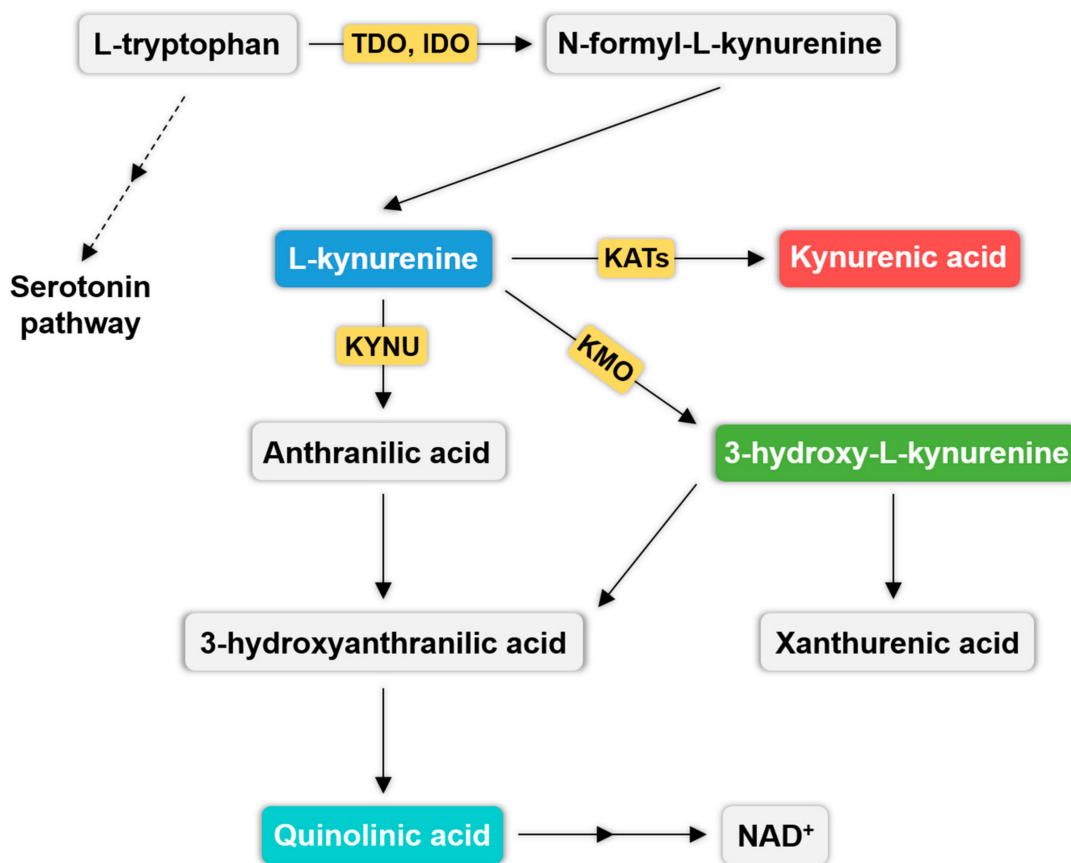 L-tryptophan
TDO, IDO
N-formyl-L-kynurenine
L-kynurenine
KATs
Kynurenic acid
Serotonin
pathway
KYNU
KMO
Anthranilic acid
3-hydroxy-L-kynurenine
3-hydroxyanthranilic acid
Xanthurenic acid
Quinolinic acid
NAD⁺